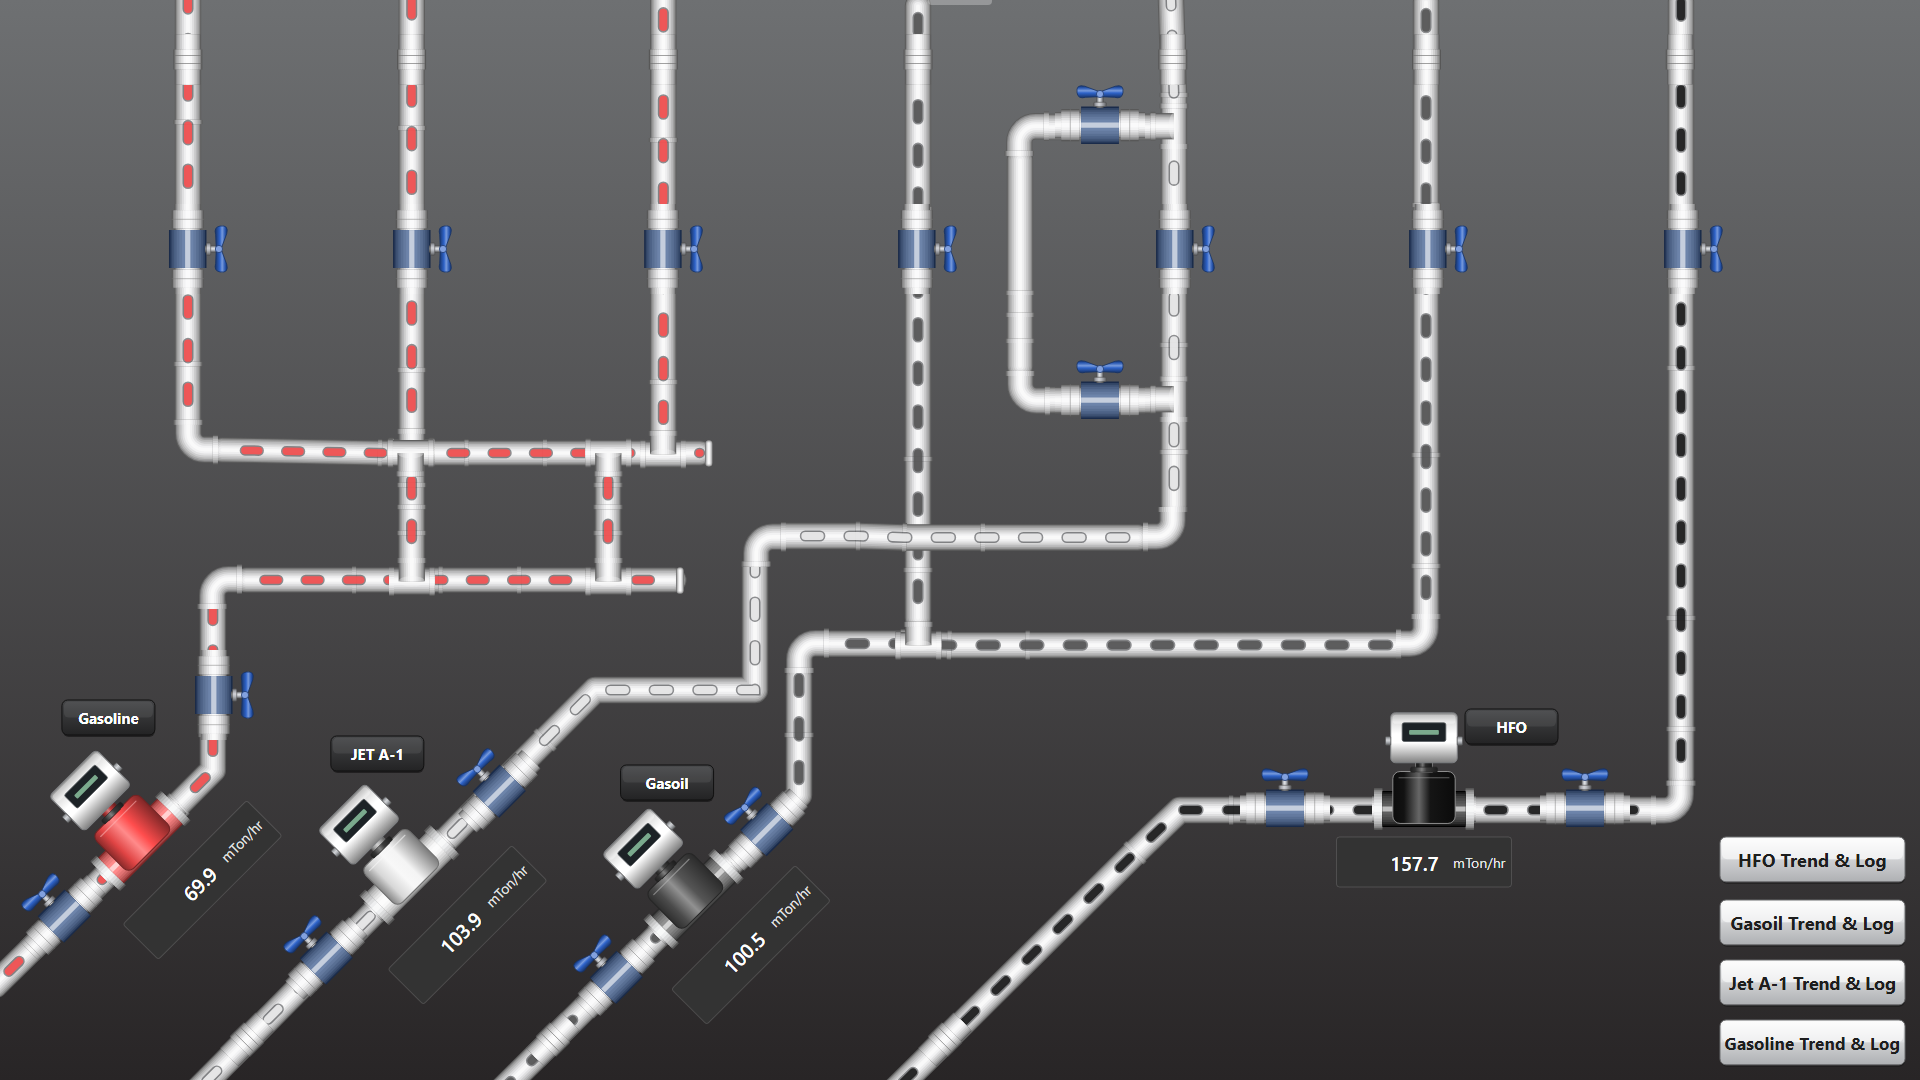 Gasoline
JET A-1
Gasoil
HFO
69.9 mTon/hr
103.9 mTon/hr
100.5 mTon/hr
157.7 mTon/hr
HFO Trend & Log
Gasoil Trend & Log
Jet A-1 Trend & Log
Gasoline Trend & Log